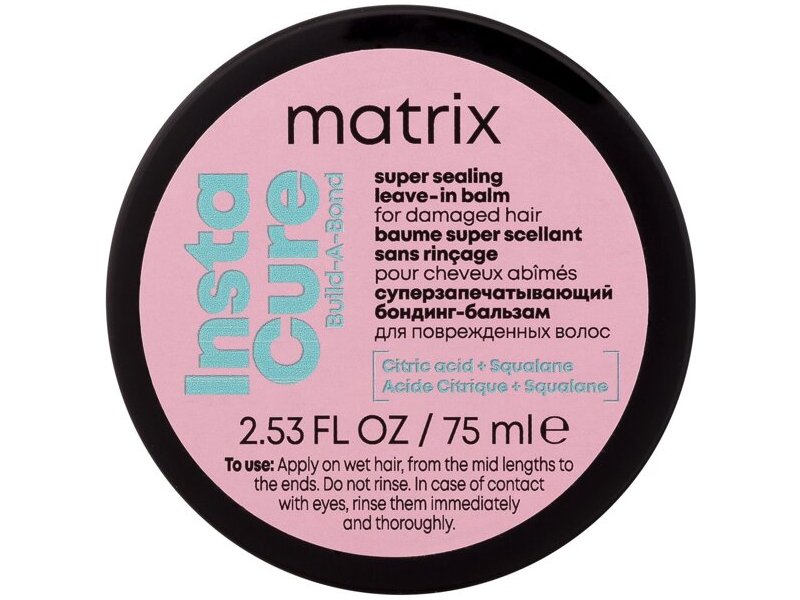 matrix
Insta
Cure
Build-A-Bond
super sealing
leave-in balm
for damaged hair
baume super scellant
sans rinçage
pour cheveux abîmés
суперзапечатывающий
бондинг-бальзам
для поврежденных волос
Citric acid + Squalane
Acide Citrique + Squalane
2.53 FL OZ / 75 ml ℮
To use: Apply on wet hair, from the mid lengths to
the ends. Do not rinse. In case of contact
with eyes, rinse them immediately
and thoroughly.